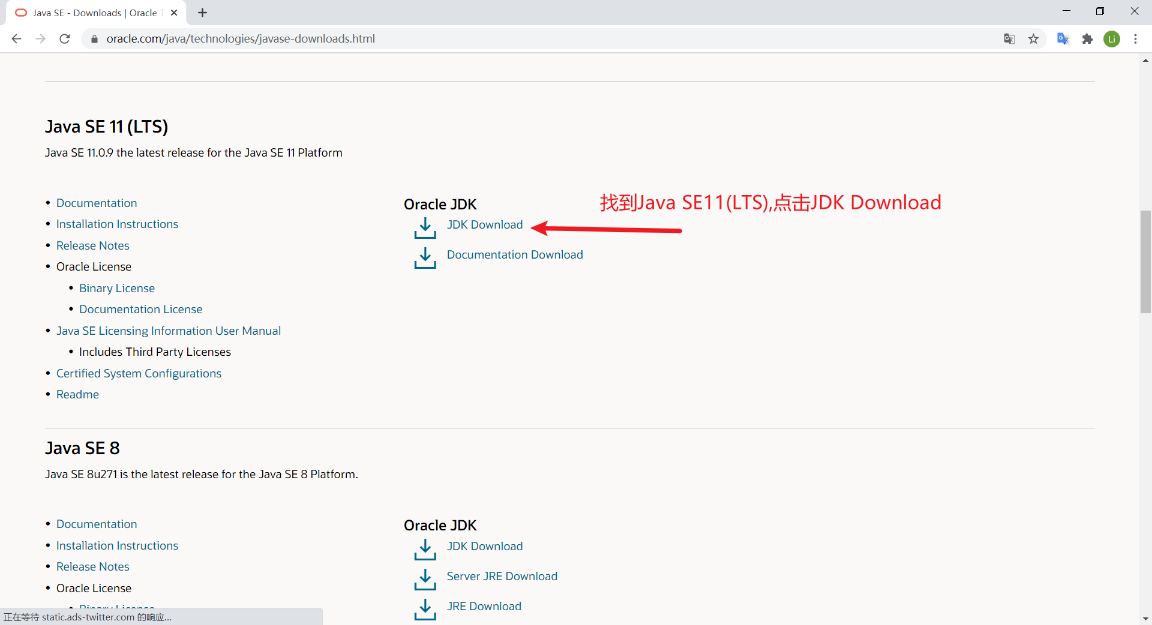 Java SE - Downloads | Oracle
oracle.com/java/technologies/javase-downloads.html
Li
Java SE 11 (LTS)
Java SE 11.0.9 the latest release for the Java SE 11 Platform
Documentation
Installation Instructions
Release Notes
Oracle License
Binary License
Documentation License
Java SE Licensing Information User Manual
Includes Third Party Licenses
Certified System Configurations
Readme
Oracle JDK
JDK Download
Documentation Download
找到Java SE11(LTS),点击JDK Download
Java SE 8
Java SE 8u271 is the latest release for the Java SE 8 Platform.
Documentation
Installation Instructions
Release Notes
Oracle License
Binary License
Oracle JDK
JDK Download
Server JRE Download
JRE Download
正在等待 static.ads-twitter.com 的响应...